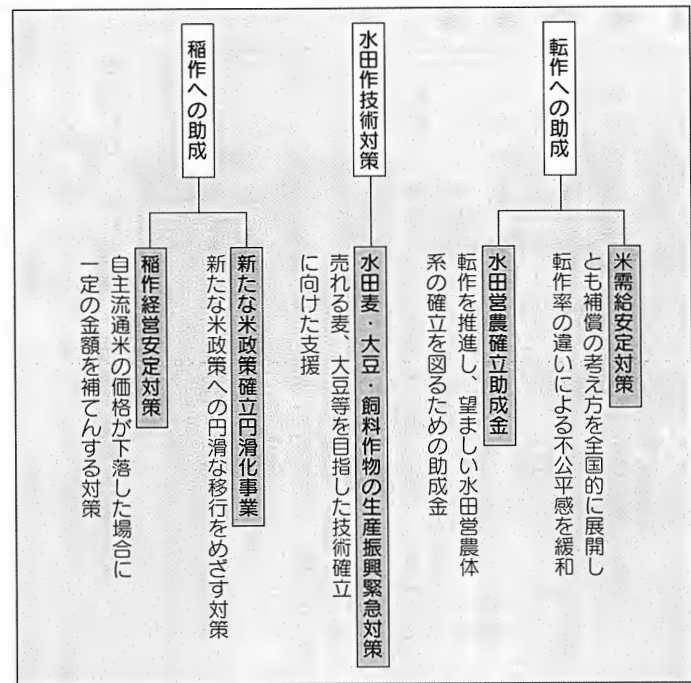 転作への助成
米需給安定対策
とも補償の考え方を全国的に展開し
転作率の違いによる不公平感を緩和
水田営農確立助成金
転作を推進し、望ましい水田営農体
系の確立を図るための助成金
水田作技術対策
水田麦・大豆・飼料作物の生産振興緊急対策
売れる麦、大豆等を目指した技術確立
に向けた支援
稲作への助成
新たな米政策確立円滑化事業
新たな米政策への円滑な移行をめざす対策
稲作経営安定対策
自主流通米の価格が下落した場合に
一定の金額を補てんする対策